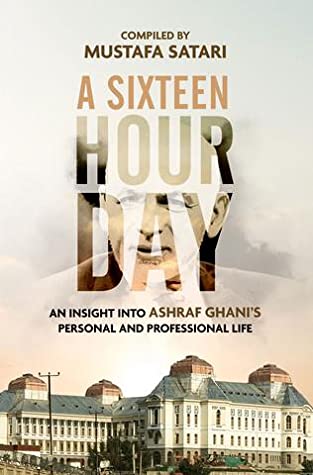 COMPILED BY
MUSTAFA SATARI
A SIXTEEN
HOUR
DAY
AN INSIGHT INTO ASHRAF GHANI'S
PERSONAL AND PROFESSIONAL LIFE